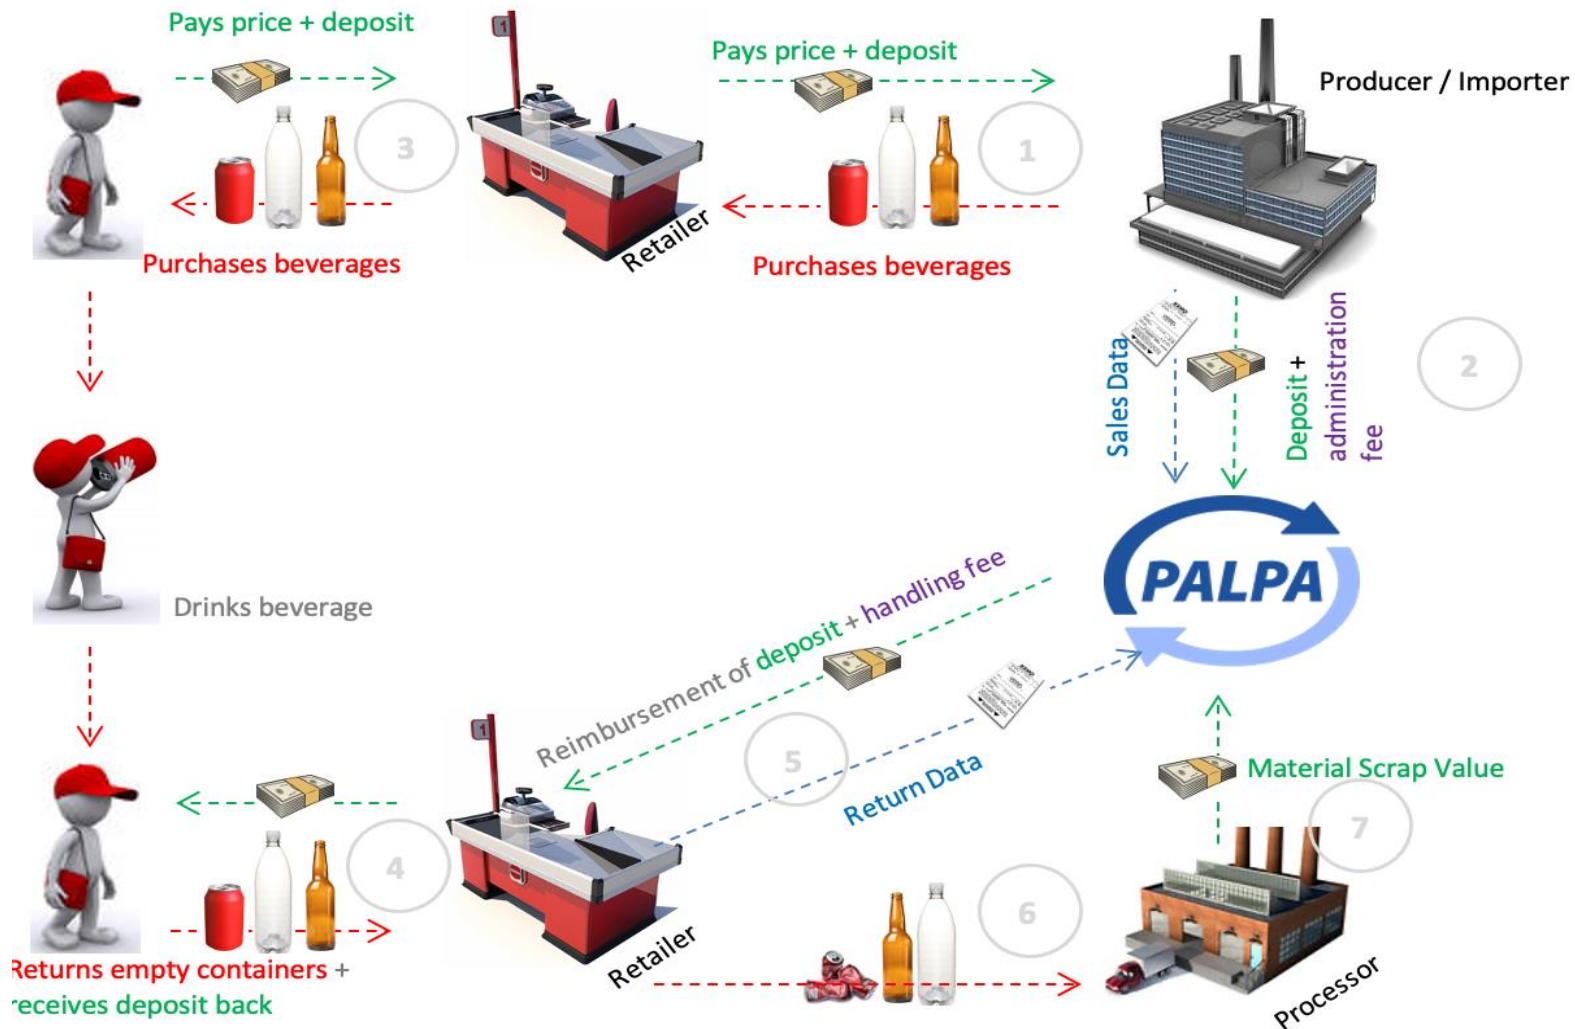 Pays price + deposit
1
Pays price + deposit
Producer / Importer
3
1
Retailer
Purchases beverages
Purchases beverages
Sales Data
Deposit +
administration
fee
2
PALPA
Drinks beverage
Reimbursement of deposit + handling fee
1
5
Return Data
Material Scrap Value
7
4
6
Retailer
Returns empty containers +
receives deposit back
Processor